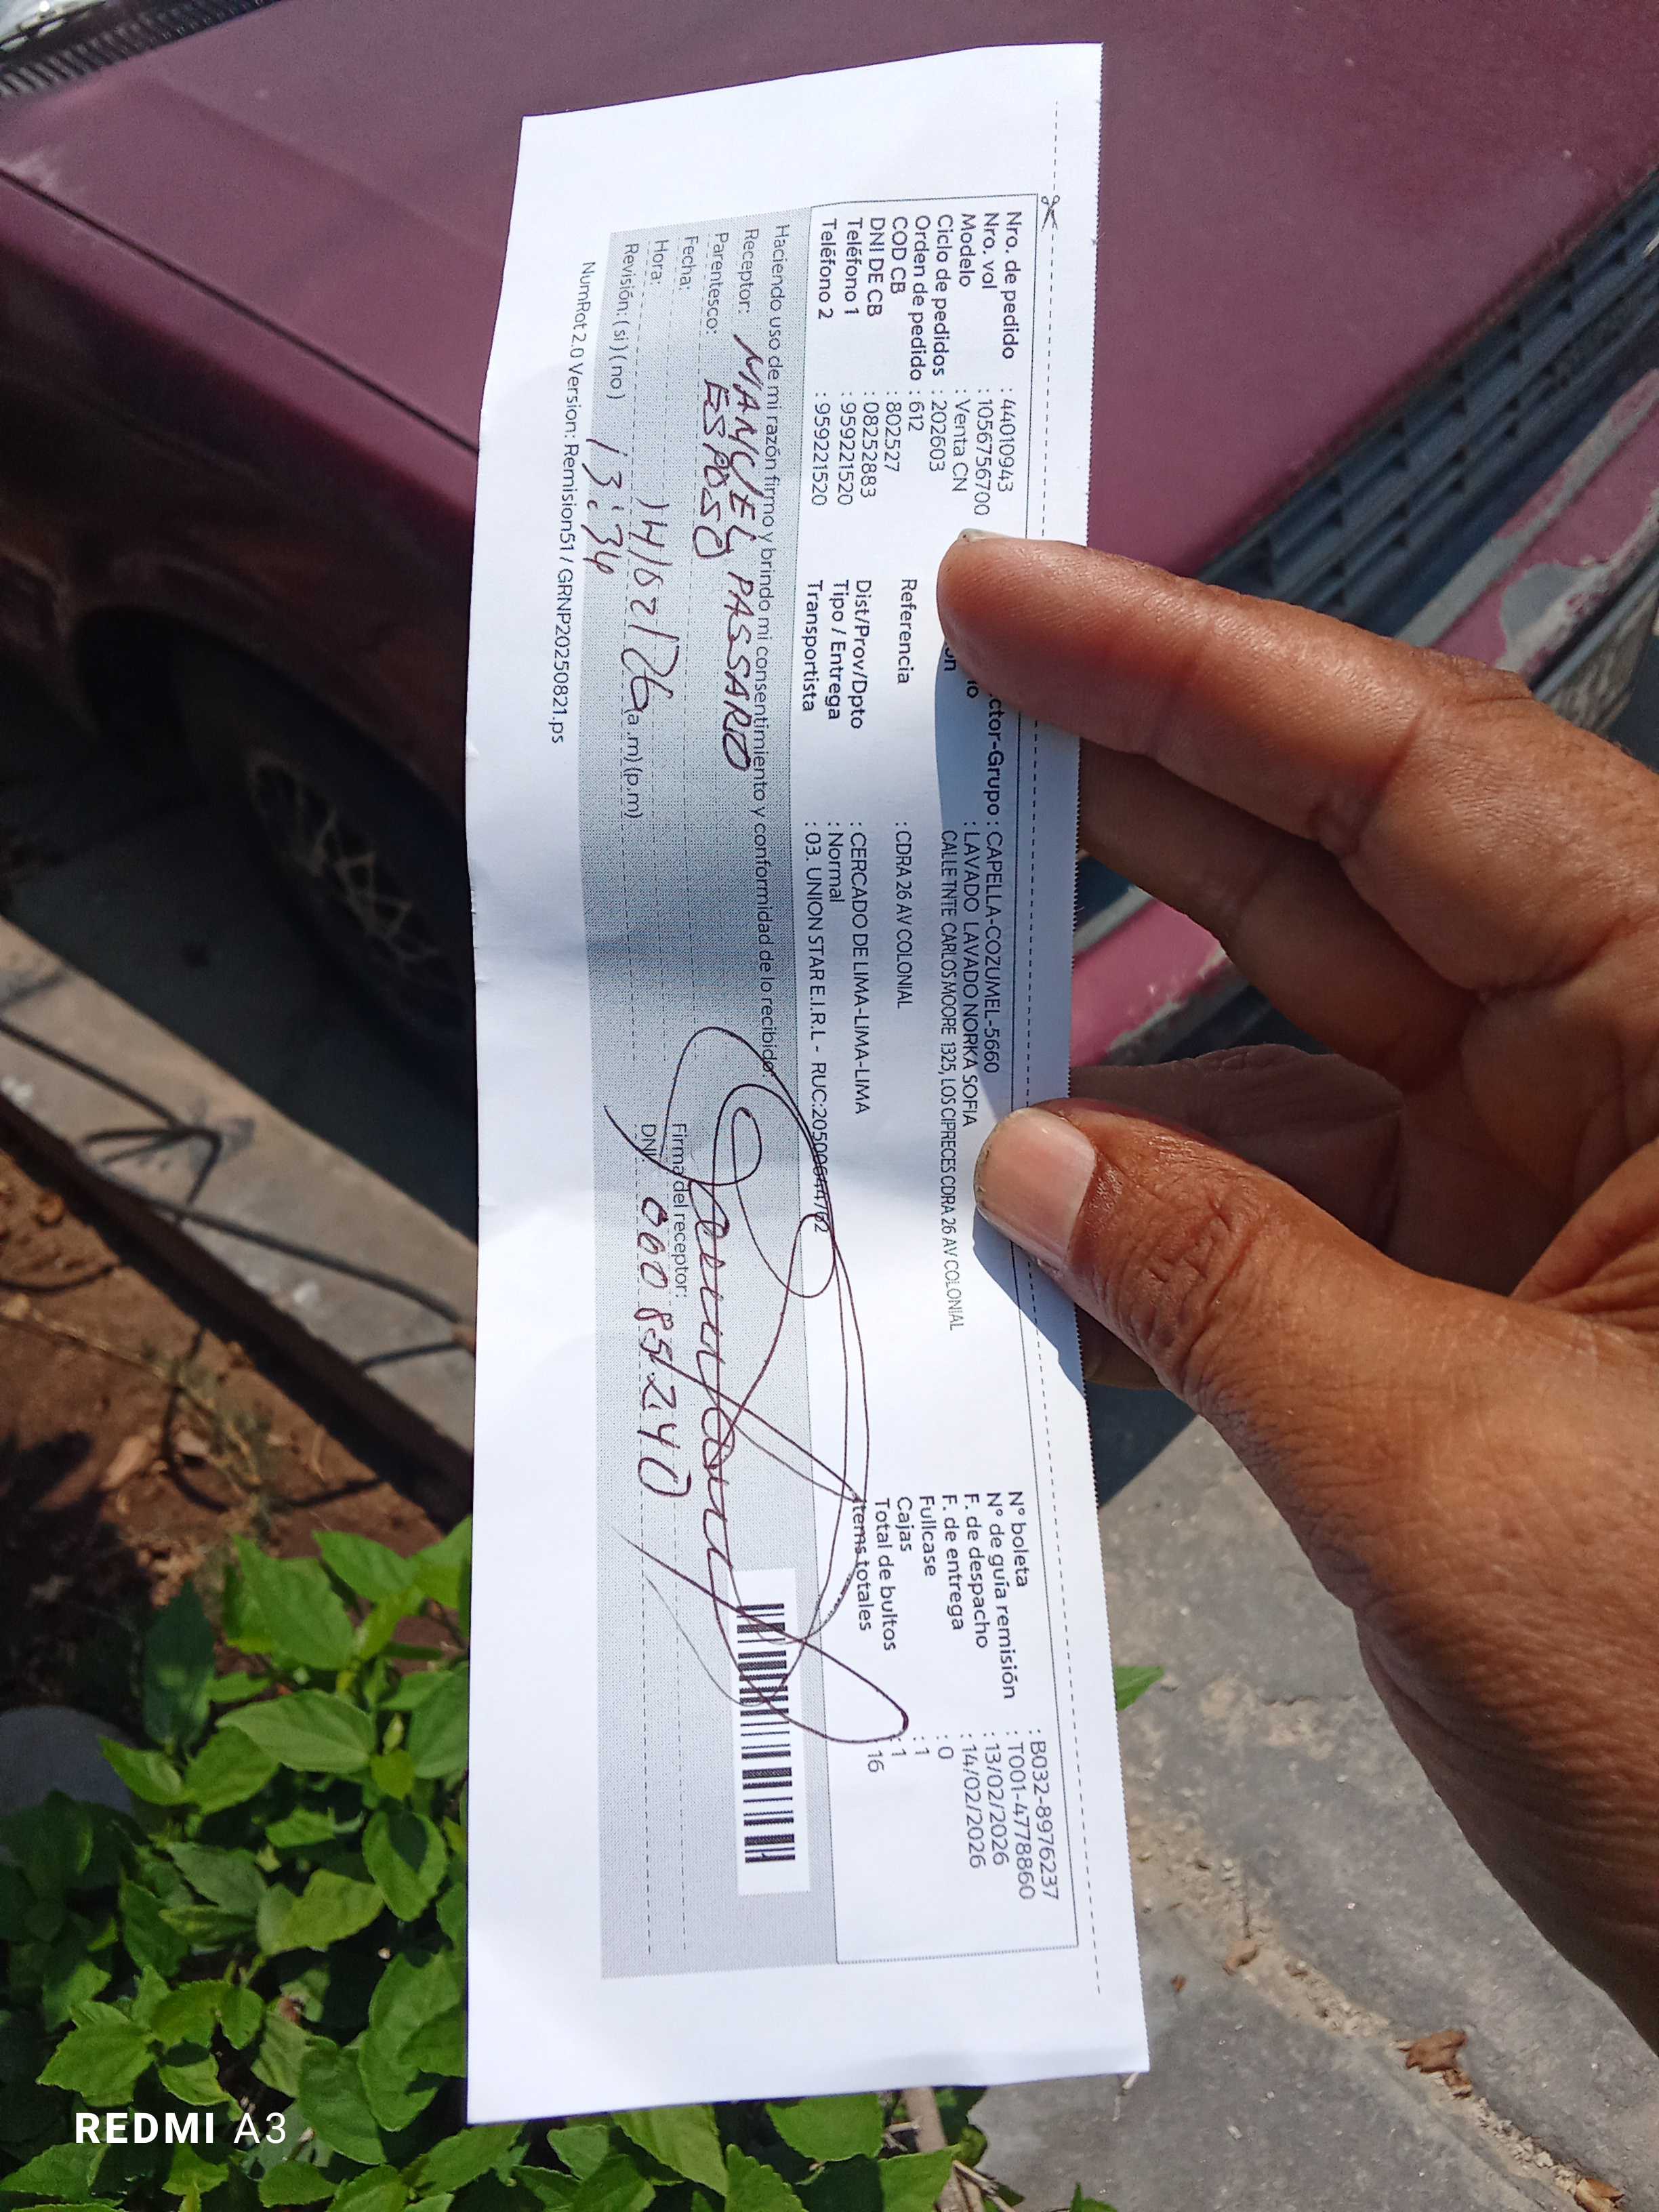 Nro. de pedido : 44010943
Nro. vol : 1056756700
Modelo : Venta CN
Ciclo de pedidos : 202603
Orden de pedido : 612
COD CB : 802527
DNI DE CB : 08252883
Teléfono 1 : 959221520
Teléfono 2 : 959221520
ctor-Grupo : CAPELLA-COZUMEL-5660
: LAVADO LAVADO NORKA SOFIA
CALLE TNTE CARLOS MOORE 1325, LOS CIPRECES CDRA 26 AV COLONIAL
Referencia : CDRA 26 AV COLONIAL
Dist/Prov/Dpto : CERCADO DE LIMA-LIMA-LIMA
Tipo / Entrega : Normal
Transportista : 03. UNION STAR E.I.R.L - RUC:20500644762
N° boleta : B032-8976237
N° de guía remisión : T001-4778860
F. de despacho : 13/02/2026
F. de entrega : 14/02/2026
Fullcase : 0
Cajas : 1
Total de bultos : 1
Items totales : 16
Haciendo uso de mi razón firmo y brindo mi consentimiento y conformidad de lo recibido.
Receptor: MANUEL PASSARO
Parentesco: ESPOSO
Fecha: 14/02/26
Hora: 13:34 (a.m) (p.m)
Revisión: ( si ) ( no )
Firma del receptor:
DNI: 00085240
NumRot 2.0 Version: Remision51 / GRNP20250821.ps
REDMI A3